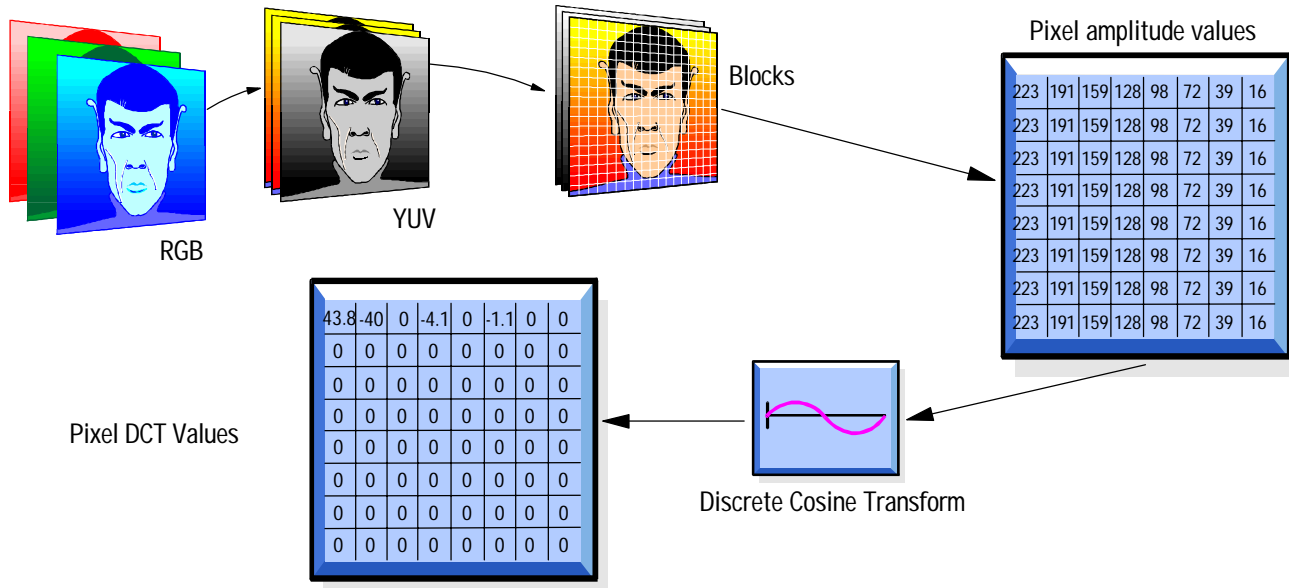 RGB
YUV
Blocks
Pixel amplitude values
223 191 159 128 98 72 39 16
223 191 159 128 98 72 39 16
223 191 159 128 98 72 39 16
223 191 159 128 98 72 39 16
223 191 159 128 98 72 39 16
223 191 159 128 98 72 39 16
223 191 159 128 98 72 39 16
223 191 159 128 98 72 39 16
Discrete Cosine Transform
Pixel DCT Values
43.8 -40 0 -4.1 0 -1.1 0 0
0 0 0 0 0 0 0 0
0 0 0 0 0 0 0 0
0 0 0 0 0 0 0 0
0 0 0 0 0 0 0 0
0 0 0 0 0 0 0 0
0 0 0 0 0 0 0 0
0 0 0 0 0 0 0 0